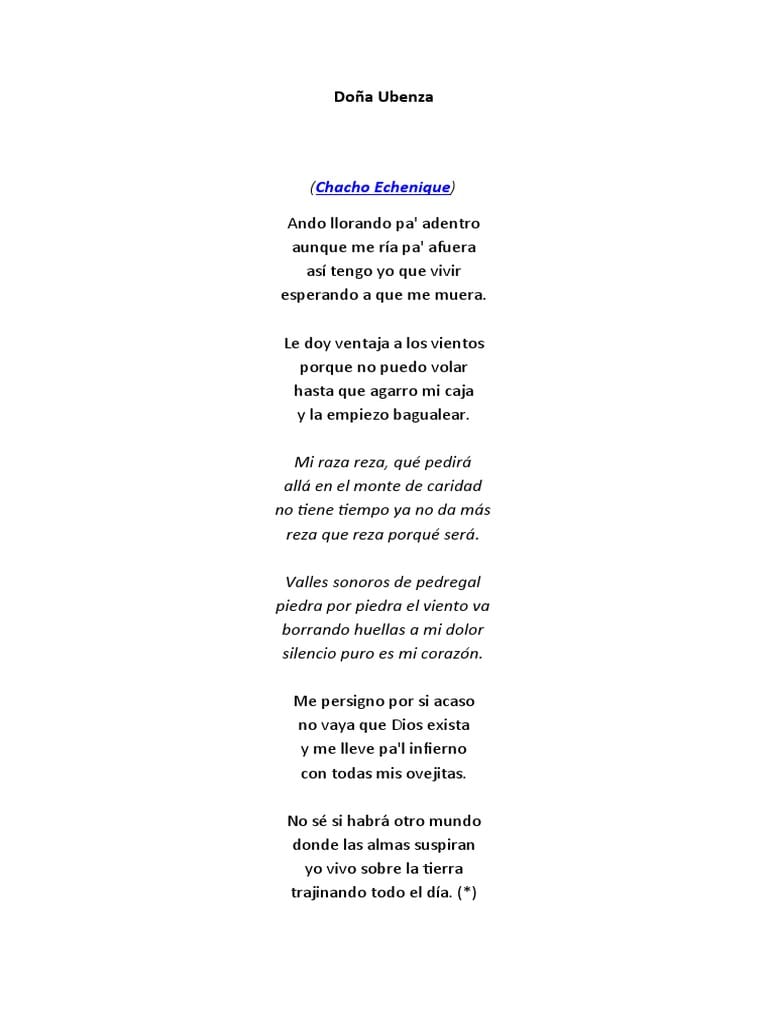 Doña Ubenza
(Chacho Echenique)
Ando llorando pa' adentro
aunque me ría pa' afuera
así tengo yo que vivir
esperando a que me muera.
Le doy ventaja a los vientos
porque no puedo volar
hasta que agarro mi caja
y la empiezo bagualear.
Mi raza reza, qué pedirá
allá en el monte de caridad
no tiene tiempo ya no da más
reza que reza porqué será.
Valles sonoros de pedregal
piedra por piedra el viento va
borrando huellas a mi dolor
silencio puro es mi corazón.
Me persigno por si acaso
no vaya que Dios exista
y me lleve pa'l infierno
con todas mis ovejitas.
No sé si habrá otro mundo
donde las almas suspiran
yo vivo sobre la tierra
trajinando todo el día. (*)